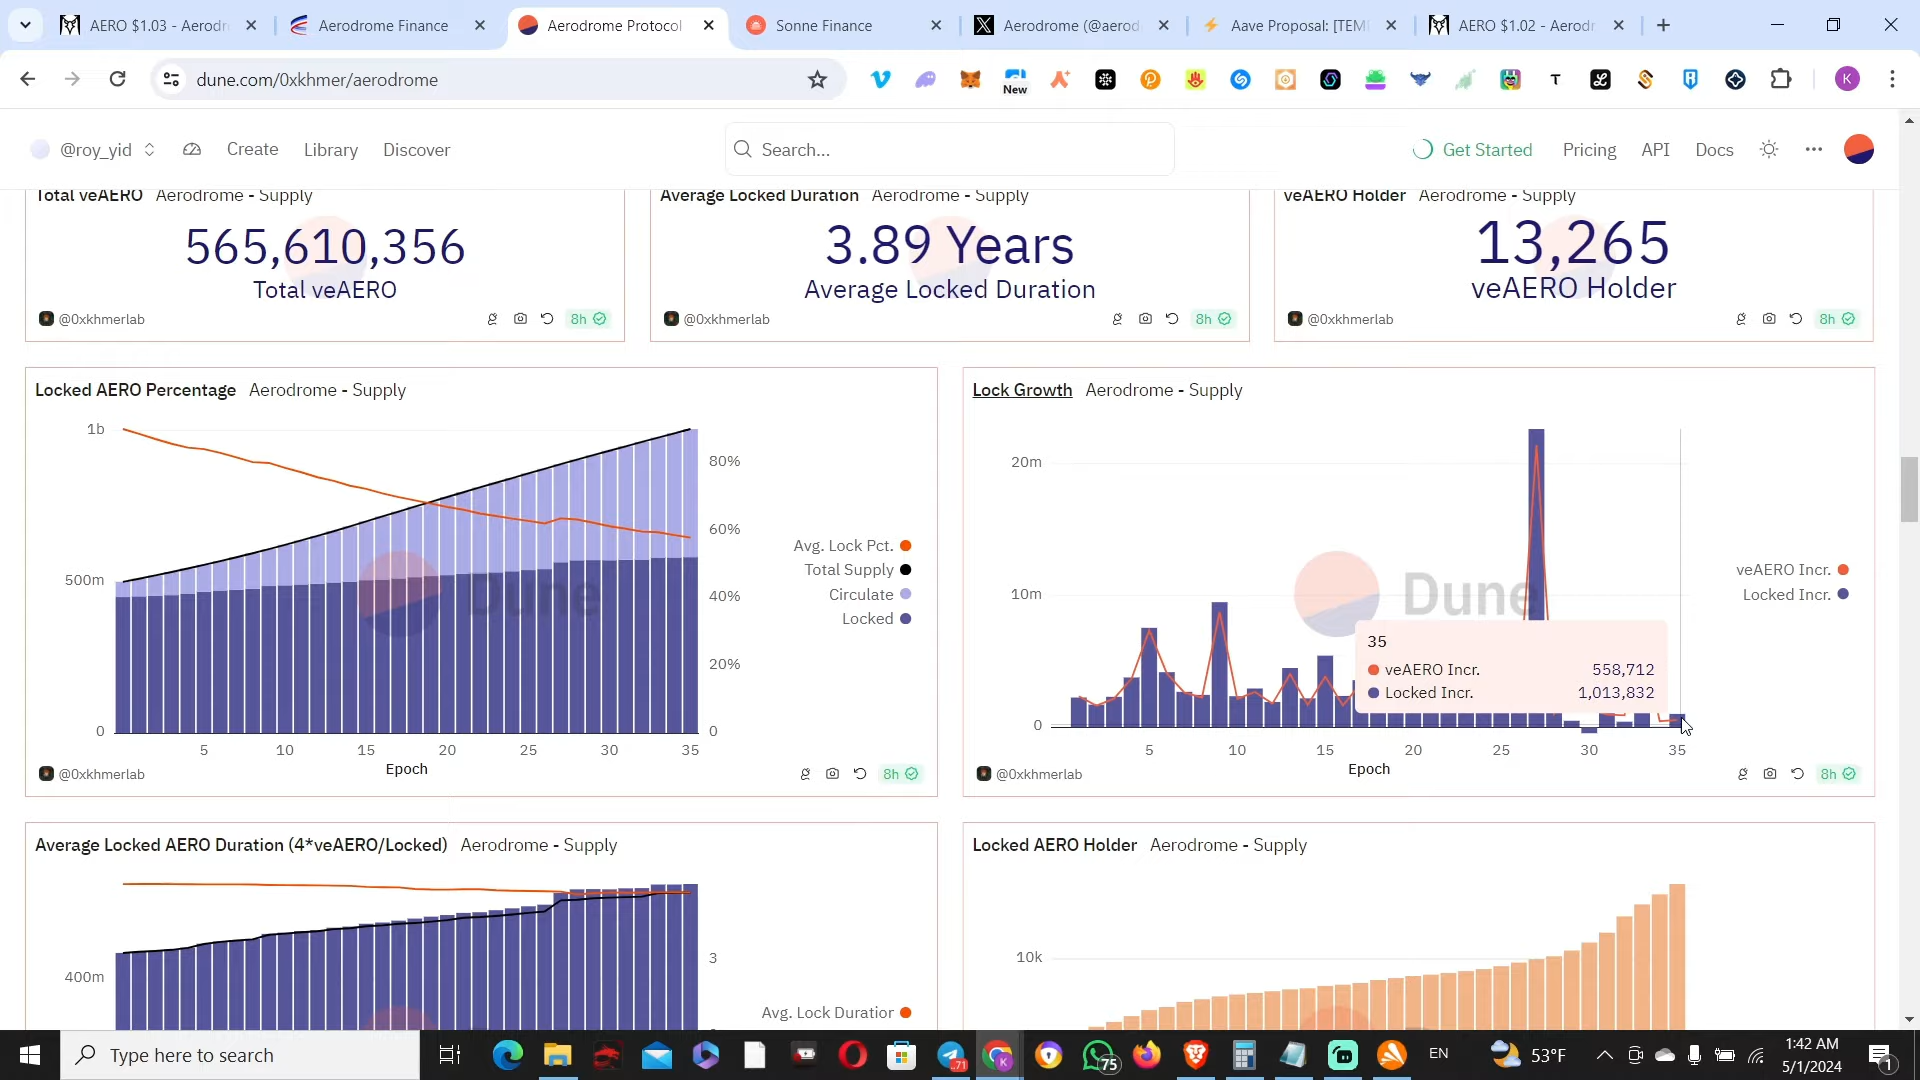 AERO $1.03 - Aerodr
Aerodrome Finance
Aerodrome Protocol
Sonne Finance
Aerodrome (@aerod
Aave Proposal: [TEM
AERO $1.02 - Aerodr
dune.com/0xkhmer/aerodrome
New
K
@roy_yid
Create
Library
Discover
Search...
Get Started
Pricing
API
Docs
Total veAERO Aerodrome - Supply
565,610,356
Total veAERO
@0xkhmerlab
8h
Average Locked Duration Aerodrome - Supply
3.89 Years
Average Locked Duration
@0xkhmerlab
8h
veAERO Holder Aerodrome - Supply
13,265
veAERO Holder
@0xkhmerlab
8h
Locked AERO Percentage Aerodrome - Supply
1b
500m
0
80%
60%
40%
20%
0
5 10 15 20 25 30 35
Epoch
Avg. Lock Pct.
Total Supply
Circulate
Locked
Dune
@0xkhmerlab
8h
Lock Growth Aerodrome - Supply
20m
10m
0
Dune
35
veAERO Incr. 558,712
Locked Incr. 1,013,832
5 10 15 20 25 30 35
Epoch
veAERO Incr.
Locked Incr.
@0xkhmerlab
8h
Average Locked AERO Duration (4*veAERO/Locked) Aerodrome - Supply
400m
3
Avg. Lock Duration
Locked AERO Holder Aerodrome - Supply
10k
Type here to search
71
75
EN
53°F
1:42 AM
5/1/2024
1